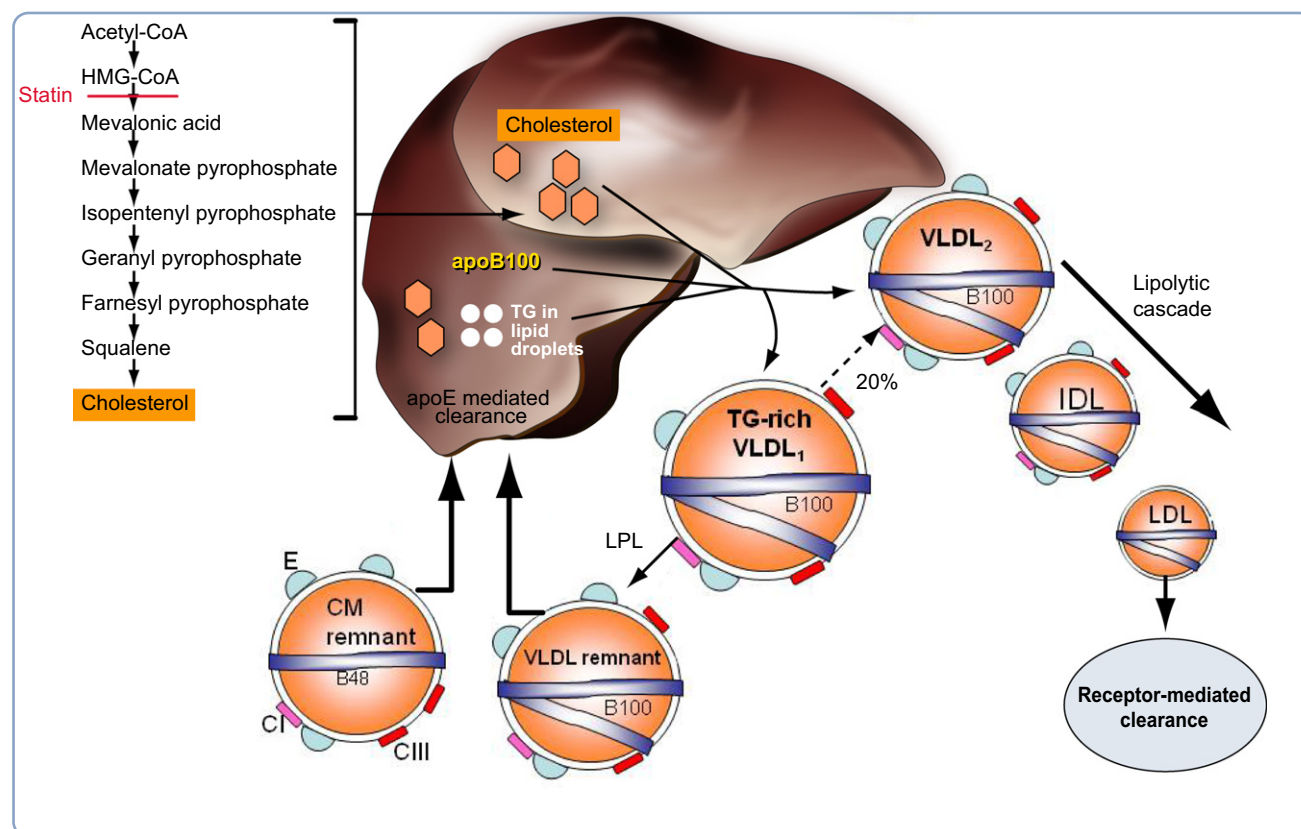 Acetyl-CoA
HMG-CoA
Statin
Mevalonic acid
Mevalonate pyrophosphate
Isopentenyl pyrophosphate
Geranyl pyrophosphate
Farnesyl pyrophosphate
Squalene
Cholesterol
Cholesterol
apoB100
TG in
lipid
droplets
apoE mediated
clearance
VLDL₂
B100
Lipolytic
cascade
20%
IDL
TG-rich
VLDL₁
B100
LDL
LPL
E
CM
remnant
B48
CI
CIII
VLDL remnant
B100
Receptor-mediated
clearance